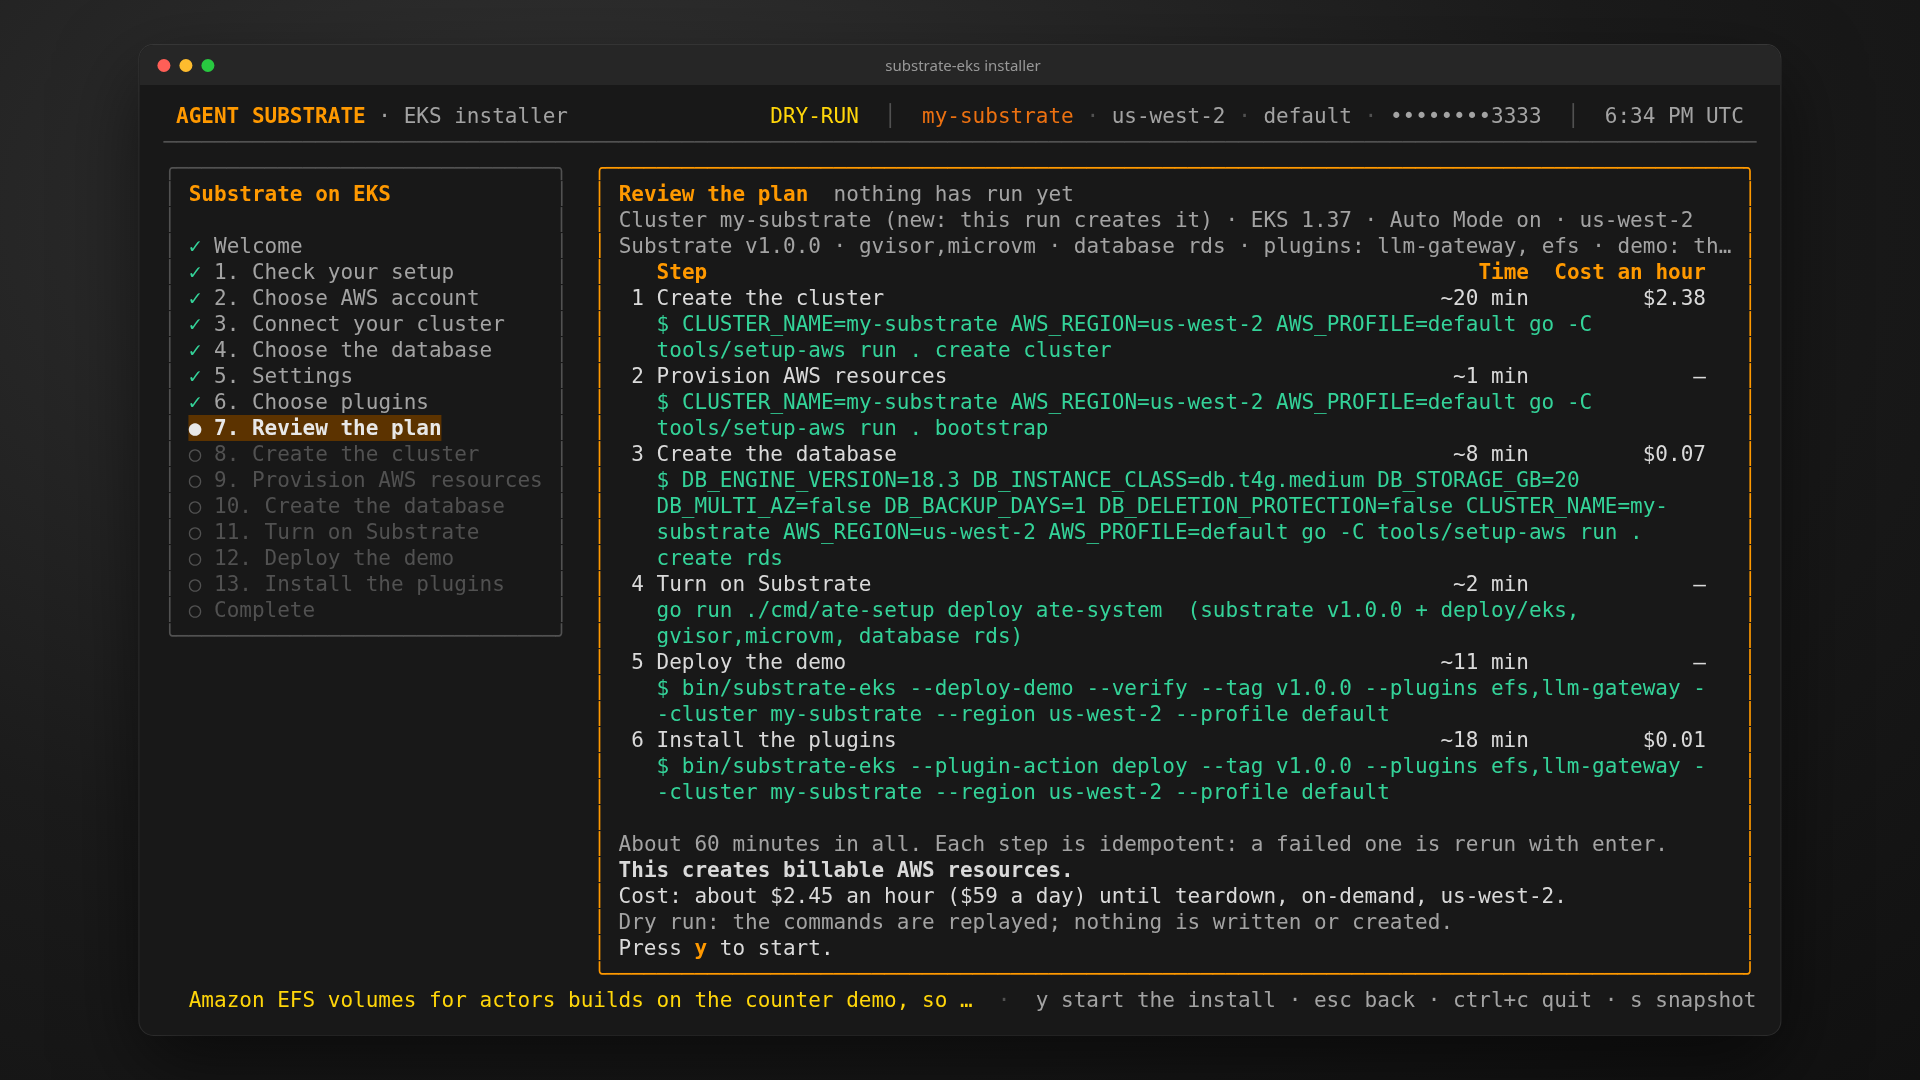 substrate-eks installer
AGENT SUBSTRATE · EKS installer DRY-RUN │ my-substrate · us-west-2 · default · ••••••••3333 │ 6:34 PM UTC
Substrate on EKS
✓ Welcome
✓ 1. Check your setup
✓ 2. Choose AWS account
✓ 3. Connect your cluster
✓ 4. Choose the database
✓ 5. Settings
✓ 6. Choose plugins
● 7. Review the plan
○ 8. Create the cluster
○ 9. Provision AWS resources
○ 10. Create the database
○ 11. Turn on Substrate
○ 12. Deploy the demo
○ 13. Install the plugins
○ Complete
Review the plan  nothing has run yet
Cluster my-substrate (new: this run creates it) · EKS 1.37 · Auto Mode on · us-west-2
Substrate v1.0.0 · gvisor,microvm · database rds · plugins: llm-gateway, efs · demo: th…
Step Time Cost an hour
1 Create the cluster ~20 min $2.38
$ CLUSTER_NAME=my-substrate AWS_REGION=us-west-2 AWS_PROFILE=default go -C
tools/setup-aws run . create cluster
2 Provision AWS resources ~1 min —
$ CLUSTER_NAME=my-substrate AWS_REGION=us-west-2 AWS_PROFILE=default go -C
tools/setup-aws run . bootstrap
3 Create the database ~8 min $0.07
$ DB_ENGINE_VERSION=18.3 DB_INSTANCE_CLASS=db.t4g.medium DB_STORAGE_GB=20
DB_MULTI_AZ=false DB_BACKUP_DAYS=1 DB_DELETION_PROTECTION=false CLUSTER_NAME=my-
substrate AWS_REGION=us-west-2 AWS_PROFILE=default go -C tools/setup-aws run .
create rds
4 Turn on Substrate ~2 min —
go run ./cmd/ate-setup deploy ate-system  (substrate v1.0.0 + deploy/eks,
gvisor,microvm, database rds)
5 Deploy the demo ~11 min —
$ bin/substrate-eks --deploy-demo --verify --tag v1.0.0 --plugins efs,llm-gateway -
-cluster my-substrate --region us-west-2 --profile default
6 Install the plugins ~18 min $0.01
$ bin/substrate-eks --plugin-action deploy --tag v1.0.0 --plugins efs,llm-gateway -
-cluster my-substrate --region us-west-2 --profile default
About 60 minutes in all. Each step is idempotent: a failed one is rerun with enter.
This creates billable AWS resources.
Cost: about $2.45 an hour ($59 a day) until teardown, on-demand, us-west-2.
Dry run: the commands are replayed; nothing is written or created.
Press y to start.
Amazon EFS volumes for actors builds on the counter demo, so … · y start the install · esc back · ctrl+c quit · s snapshot